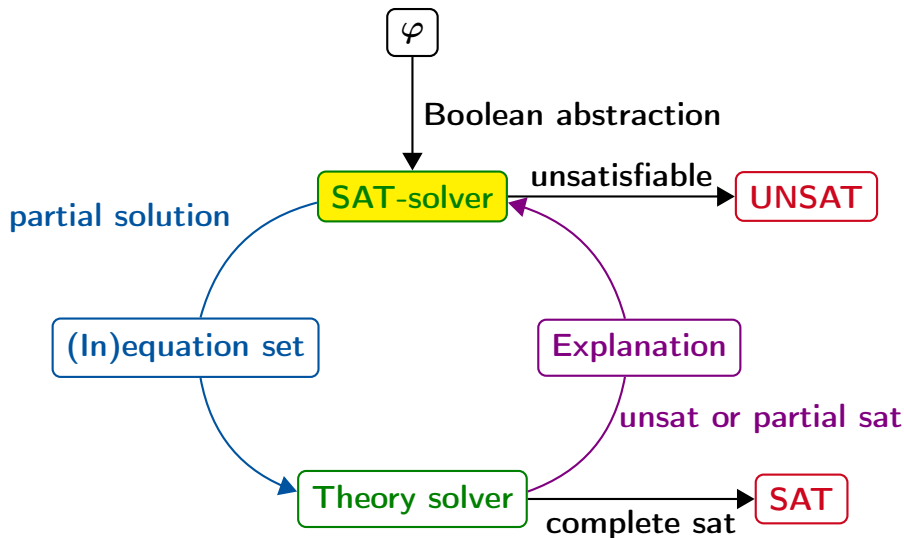 φ
Boolean abstraction
SAT-solver
unsatisfiable
UNSAT
partial solution
(In)equation set
Explanation
unsat or partial sat
Theory solver
complete sat
SAT